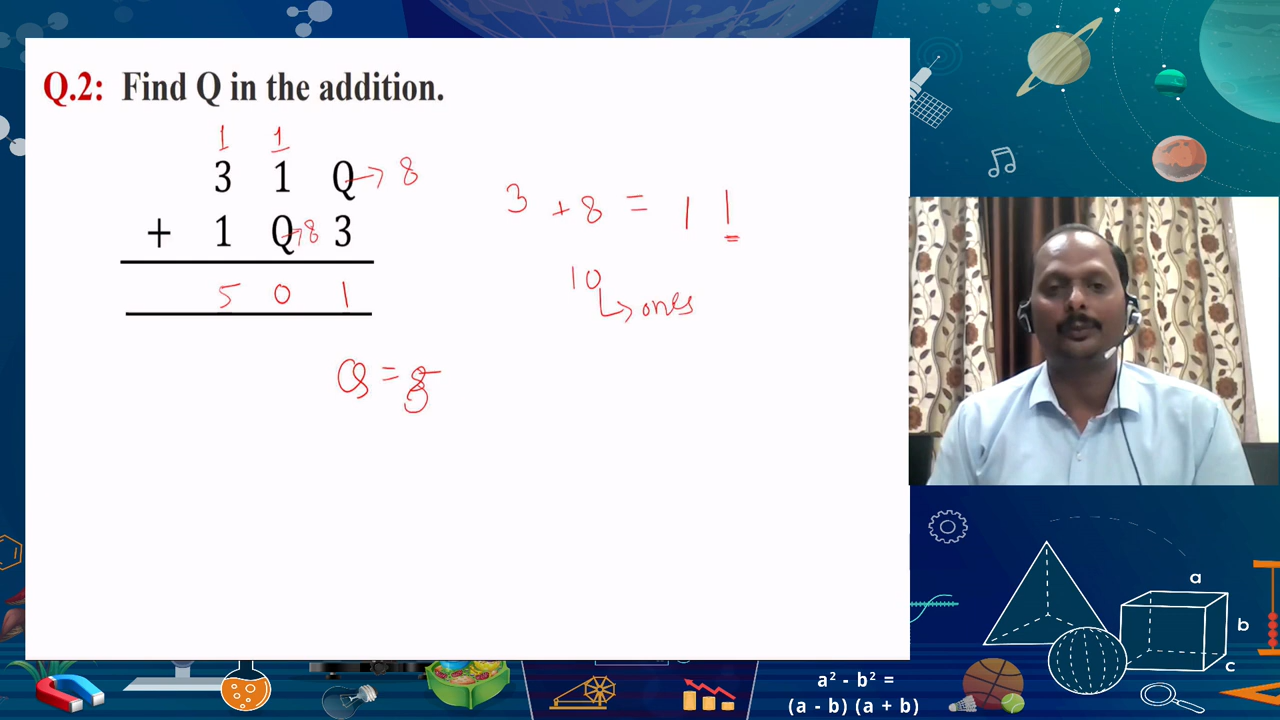 Q.2: Find Q in the addition.
1 1
3 1 Q → 8
+ 1 Q → 8 3
5 0 1
3 + 8 = 1 1
10
↳ ones
Q =
a² - b² =
(a - b) (a + b)
a
b
c